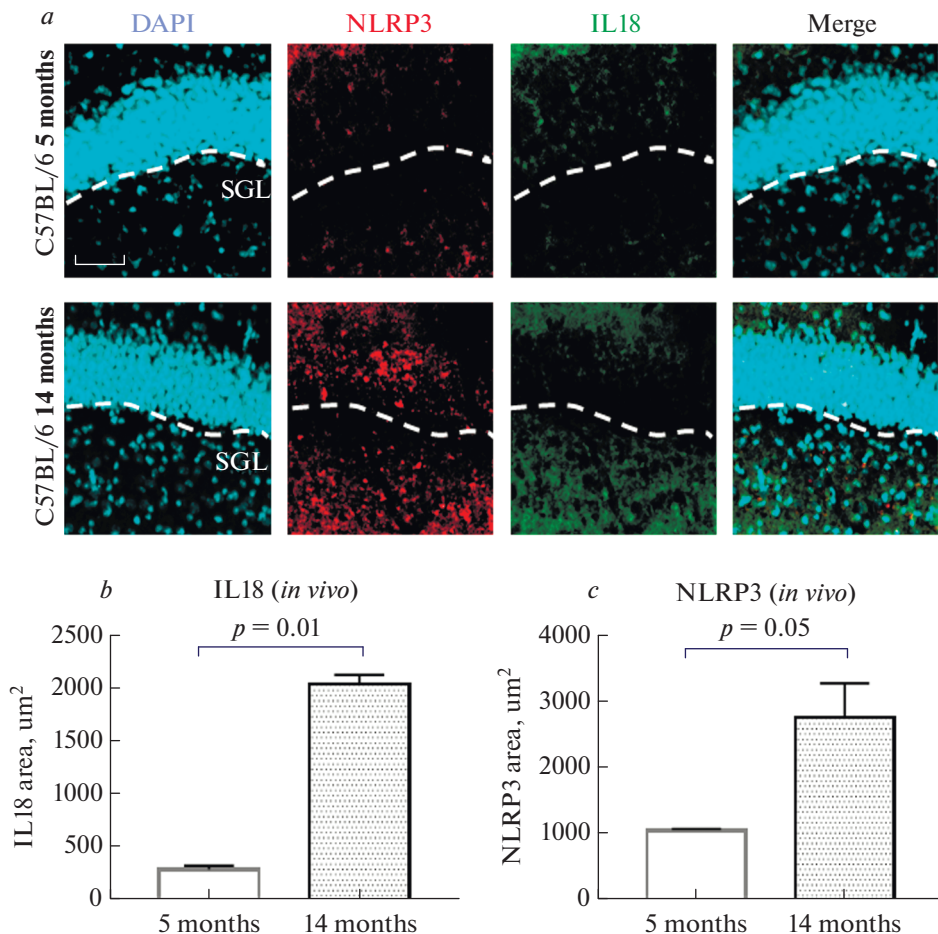 a
DAPI
NLRP3
IL18
Merge
C57BL/6 5 months
SGL
C57BL/6 14 months
SGL
b
IL18 (in vivo)
p = 0.01
IL18 area, um²
2500
2000
1500
1000
500
0
5 months
14 months
c
NLRP3 (in vivo)
p = 0.05
NLRP3 area, um²
4000
3000
2000
1000
0
5 months
14 months